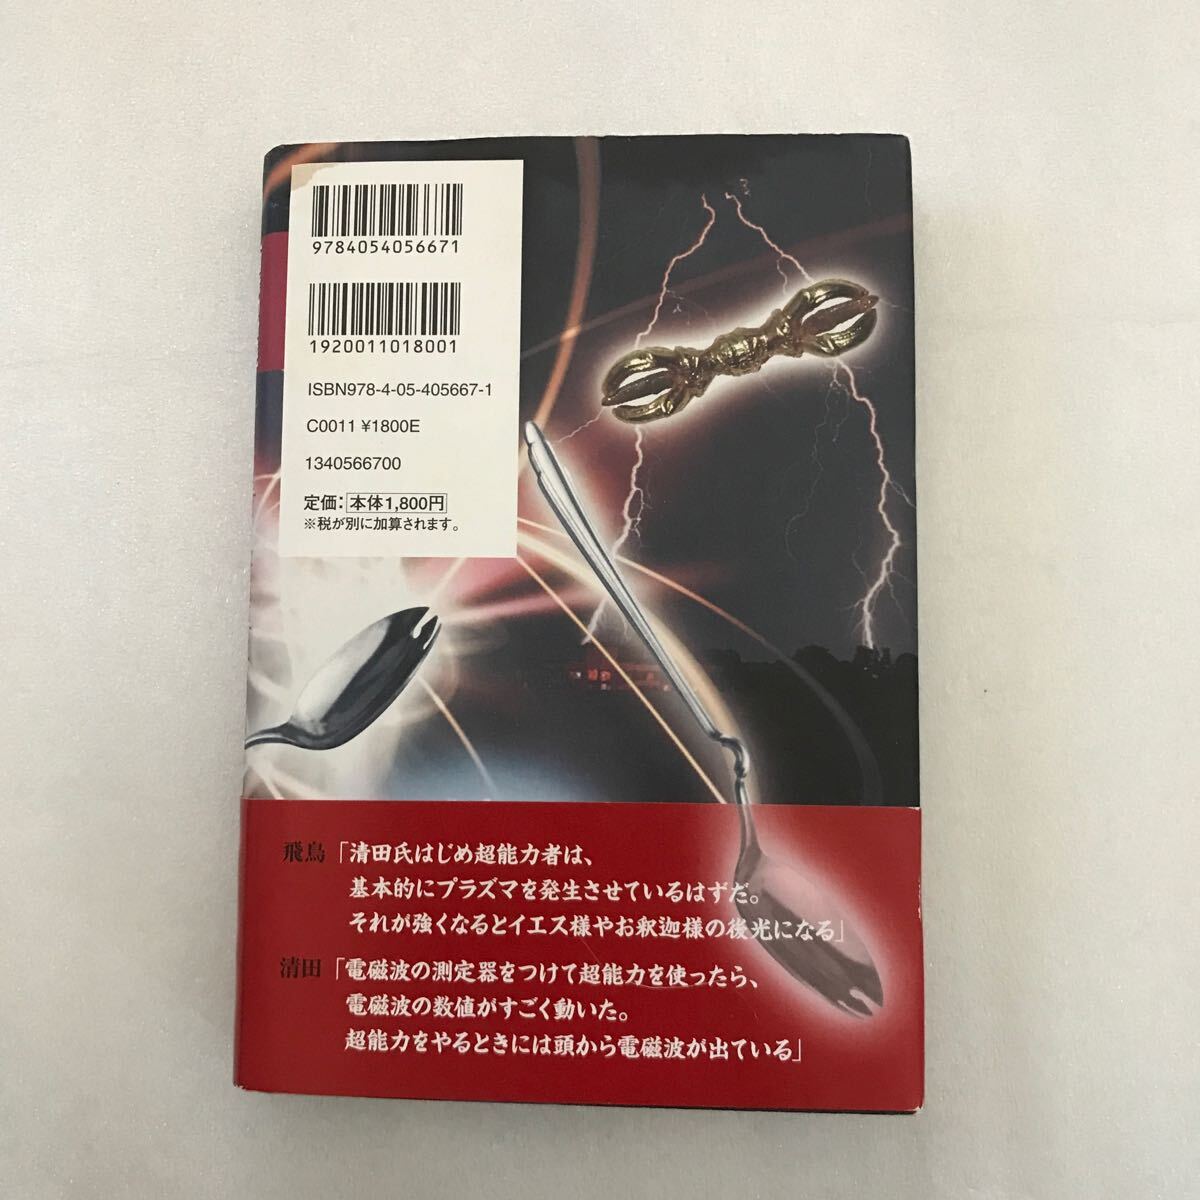 9784054056671
1920011018001
ISBN978-4-05-405667-1
C0011 ¥1800E
1340566700
定価：本体1,800円
※税が別に加算されます。
飛鳥「清田氏はじめ超能力者は、
基本的にプラズマを発生させているはずだ。
それが強くなるとイエス様やお釈迦様の後光になる」
清田「電磁波の測定器をつけて超能力を使ったら、
電磁波の数値がすごく動いた。
超能力をやるときには頭から電磁波が出ている」